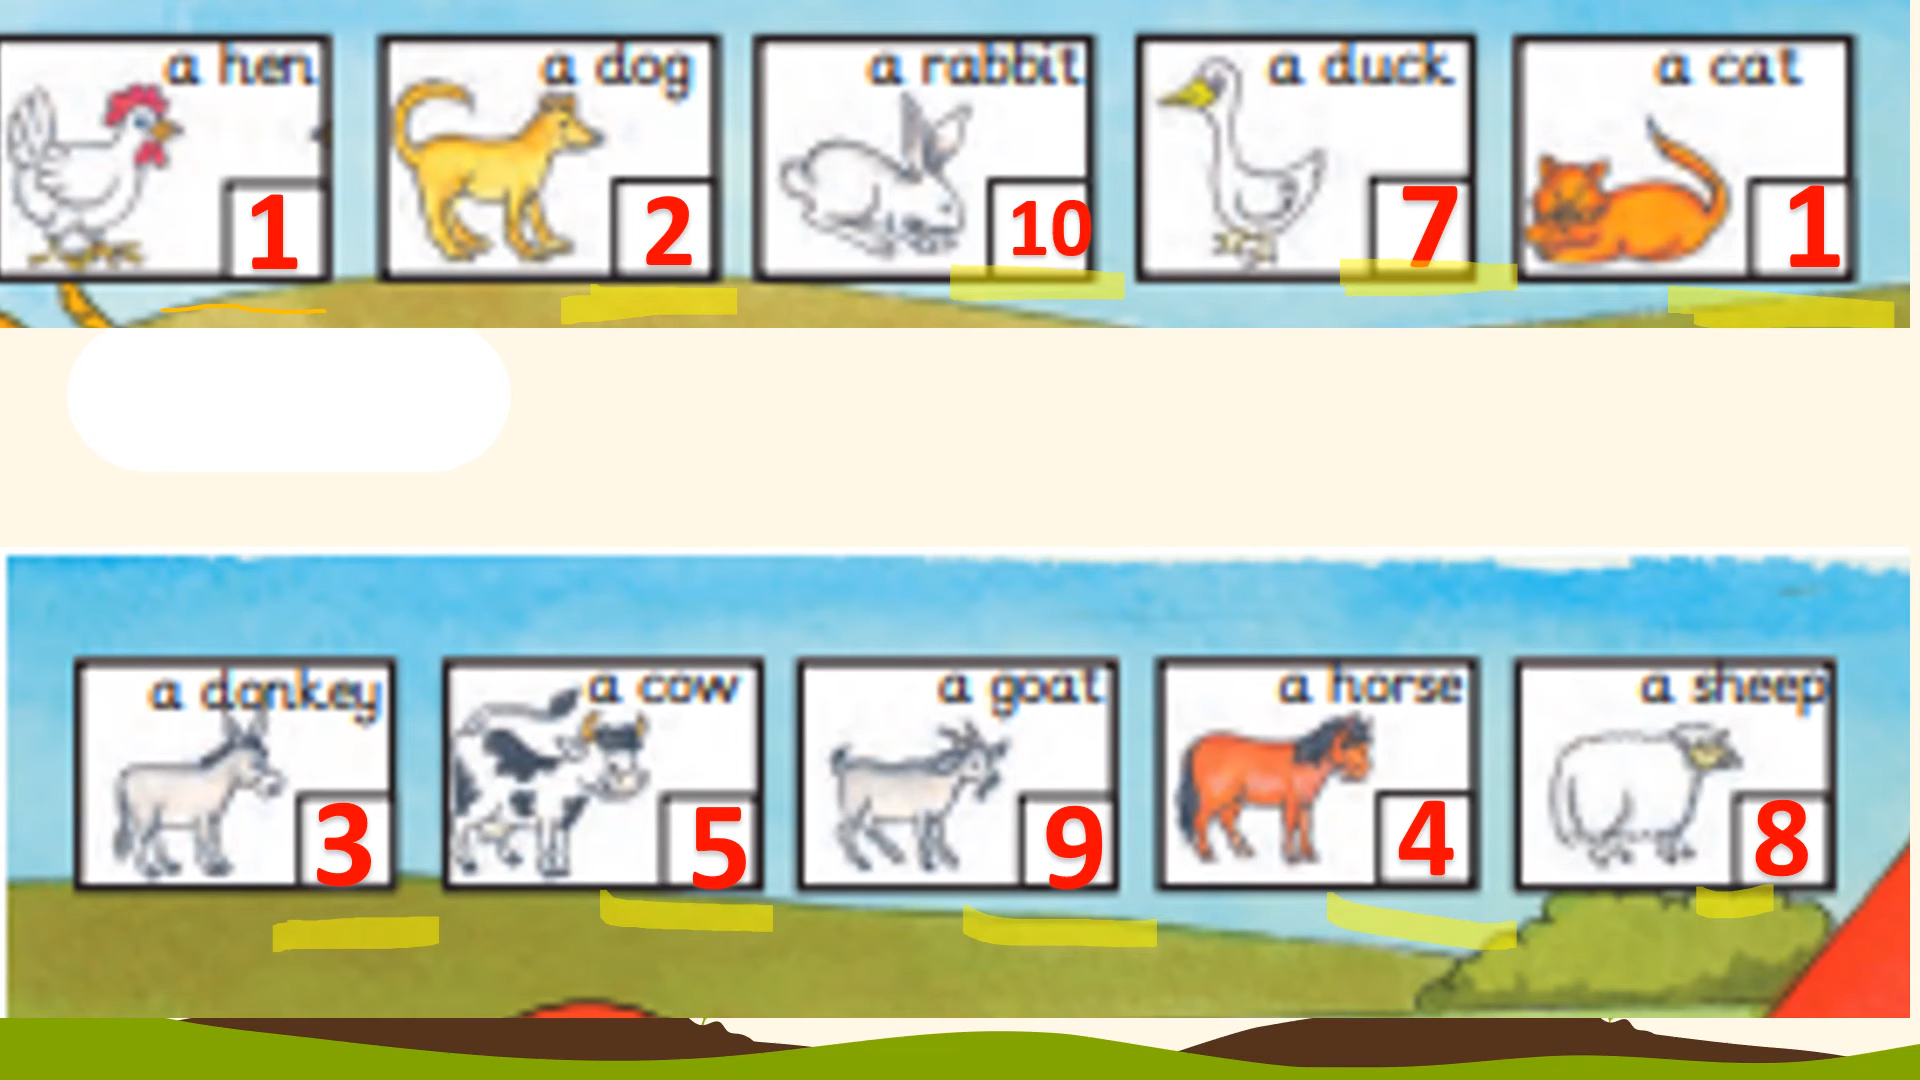 a hen a dog a rabbit a duck a cat
1 2 10 7 1
a donkey a cow a goat a horse a sheep
3 5 9 4 8